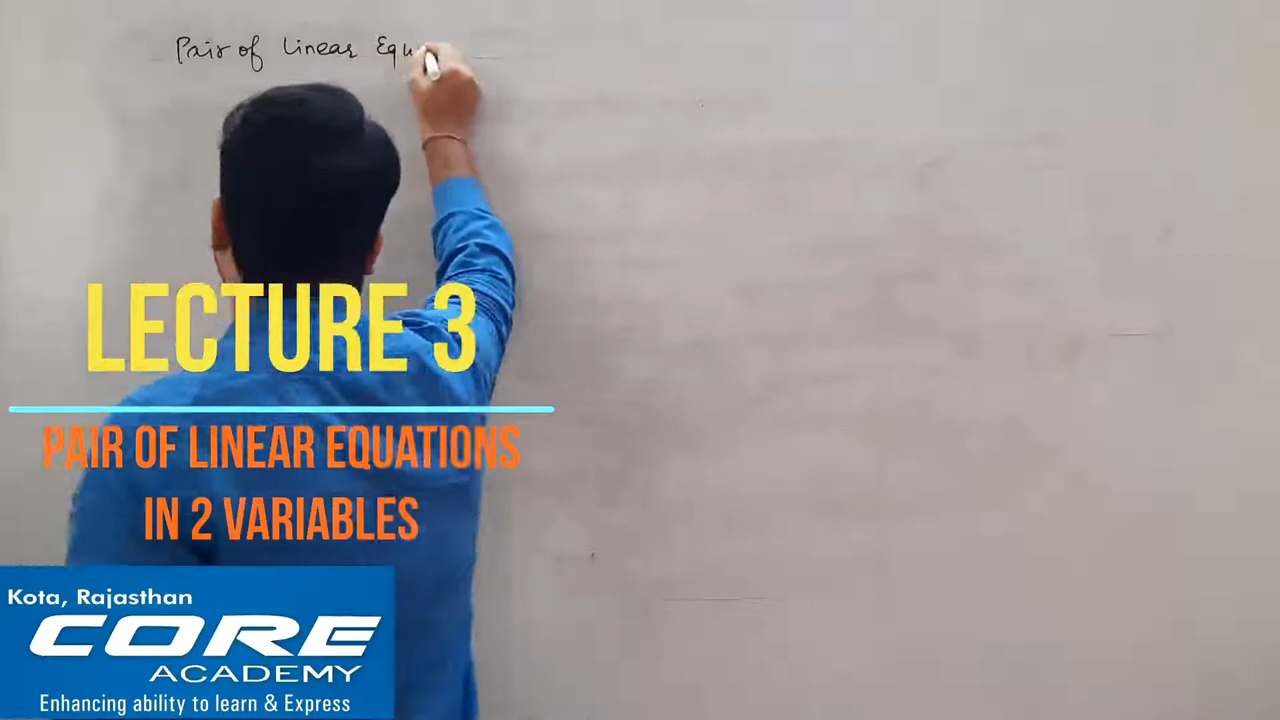 Pair of Linear Equ
LECTURE 3
PAIR OF LINEAR EQUATIONS
IN 2 VARIABLES
Kota, Rajasthan
CORE
ACADEMY
Enhancing ability to learn & Express